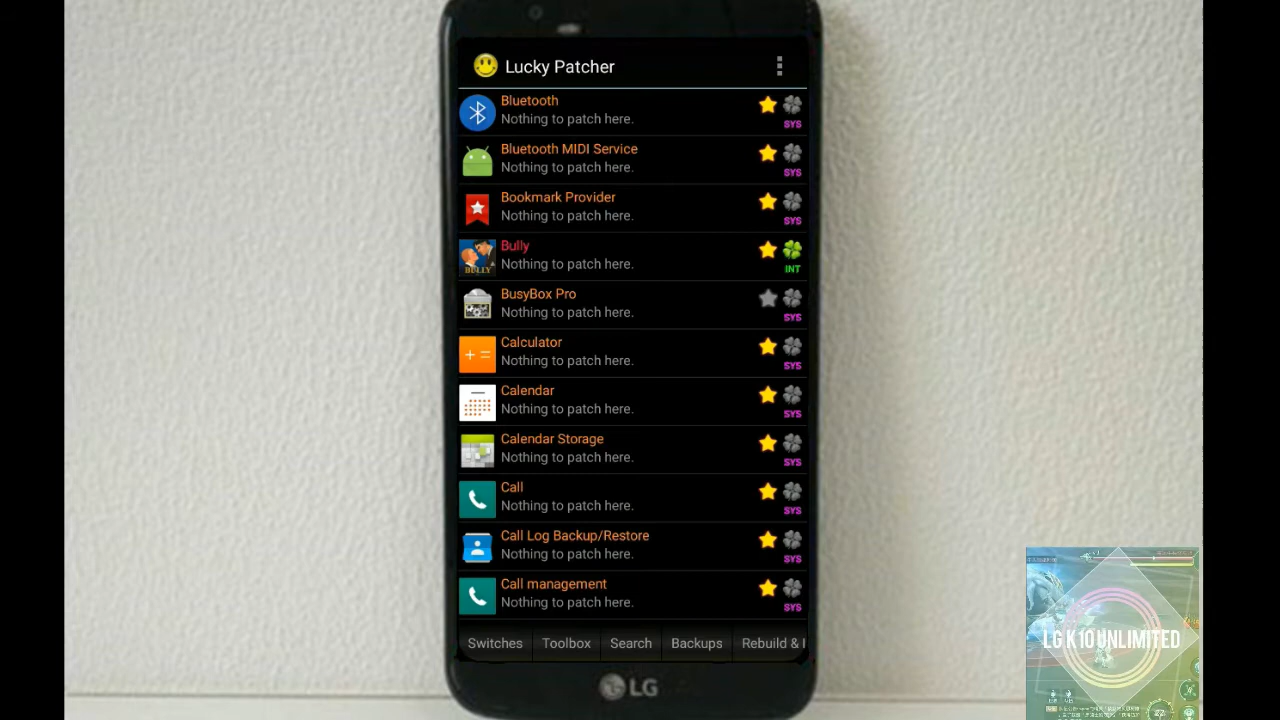 Lucky Patcher
Bluetooth
Nothing to patch here.
SYS
Bluetooth MIDI Service
Nothing to patch here.
SYS
Bookmark Provider
Nothing to patch here.
SYS
Bully
Nothing to patch here.
INT
BULLY
BusyBox Pro
Nothing to patch here.
SYS
Calculator
Nothing to patch here.
SYS
Calendar
Nothing to patch here.
SYS
Calendar Storage
Nothing to patch here.
SYS
Call
Nothing to patch here.
SYS
Call Log Backup/Restore
Nothing to patch here.
SYS
Call management
Nothing to patch here.
SYS
Switches Toolbox Search Backups Rebuild & I
LG
LG K10 UNLIMITED